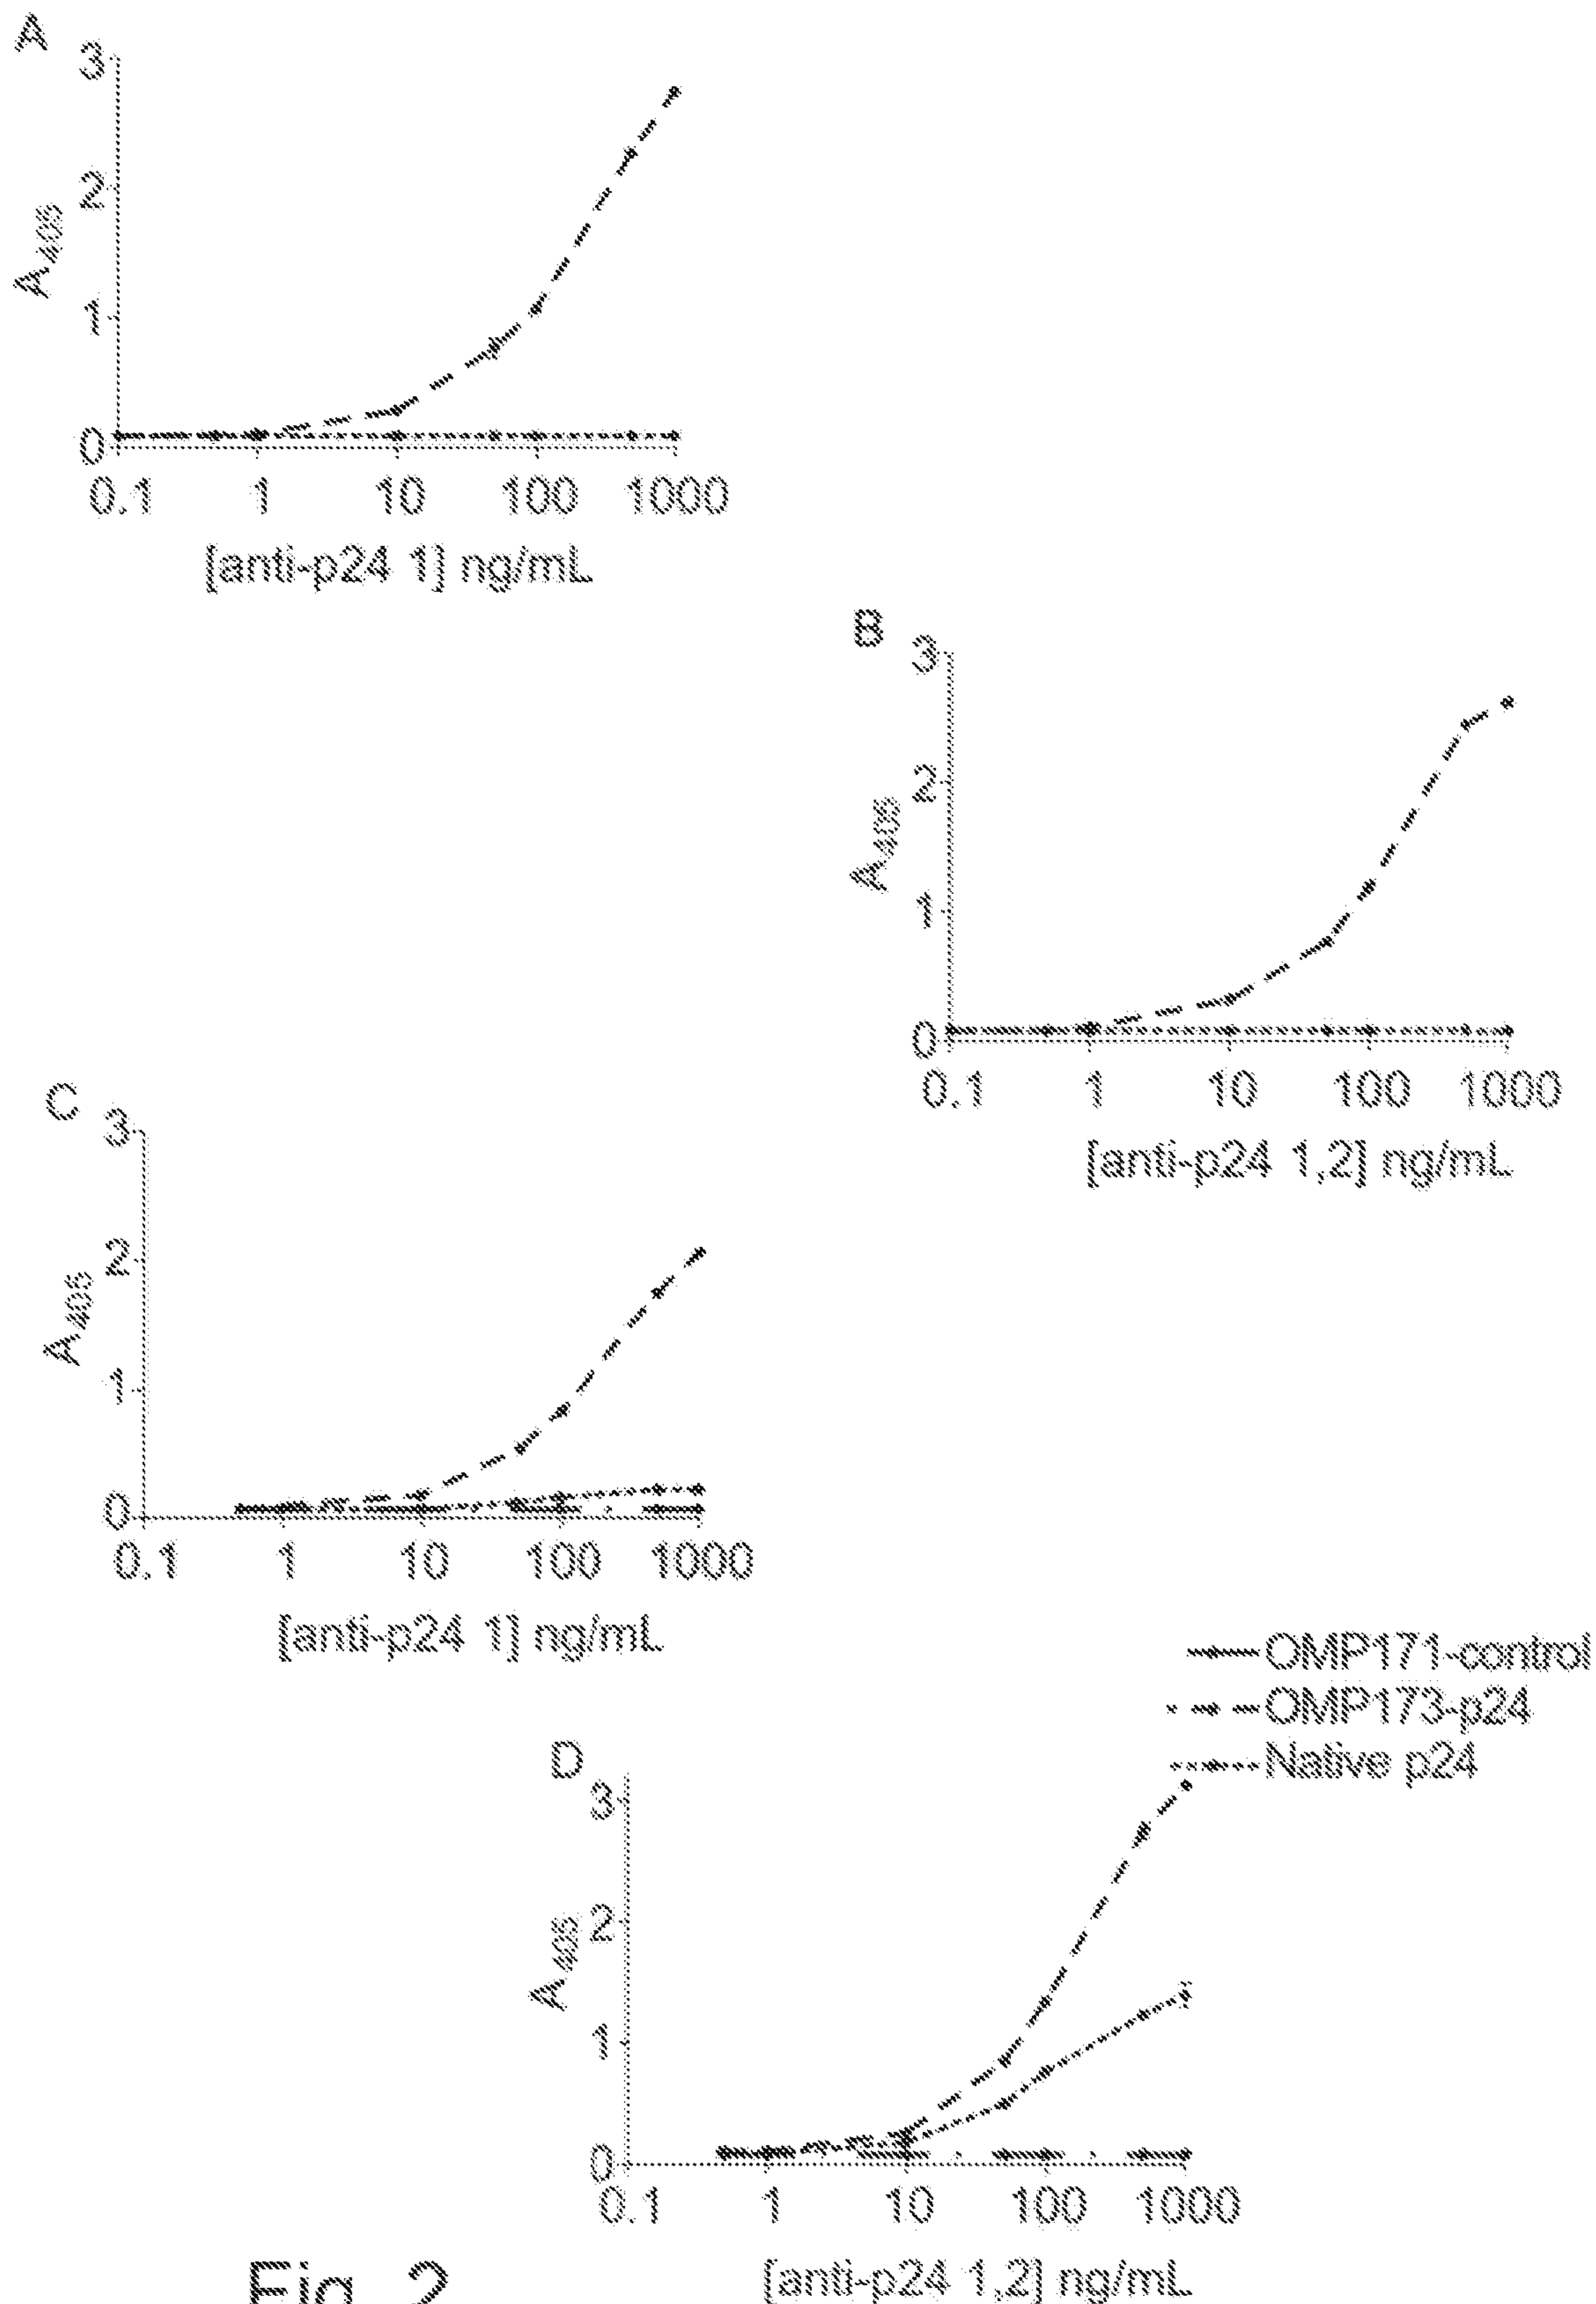 A
3
2
1
0
A405
0.1 1 10 100 1000
[anti-p24 1] ng/mL
B
3
2
1
0
A405
0.1 1 10 100 1000
[anti-p24 1,2] ng/mL
C
3
2
1
0
A405
0.1 1 10 100 1000
[anti-p24 1] ng/mL
OMP171-control
OMP173-p24
Native p24
D
3
2
1
0
A405
0.1 1 10 100 1000
[anti-p24 1,2] ng/mL
Fig. 2